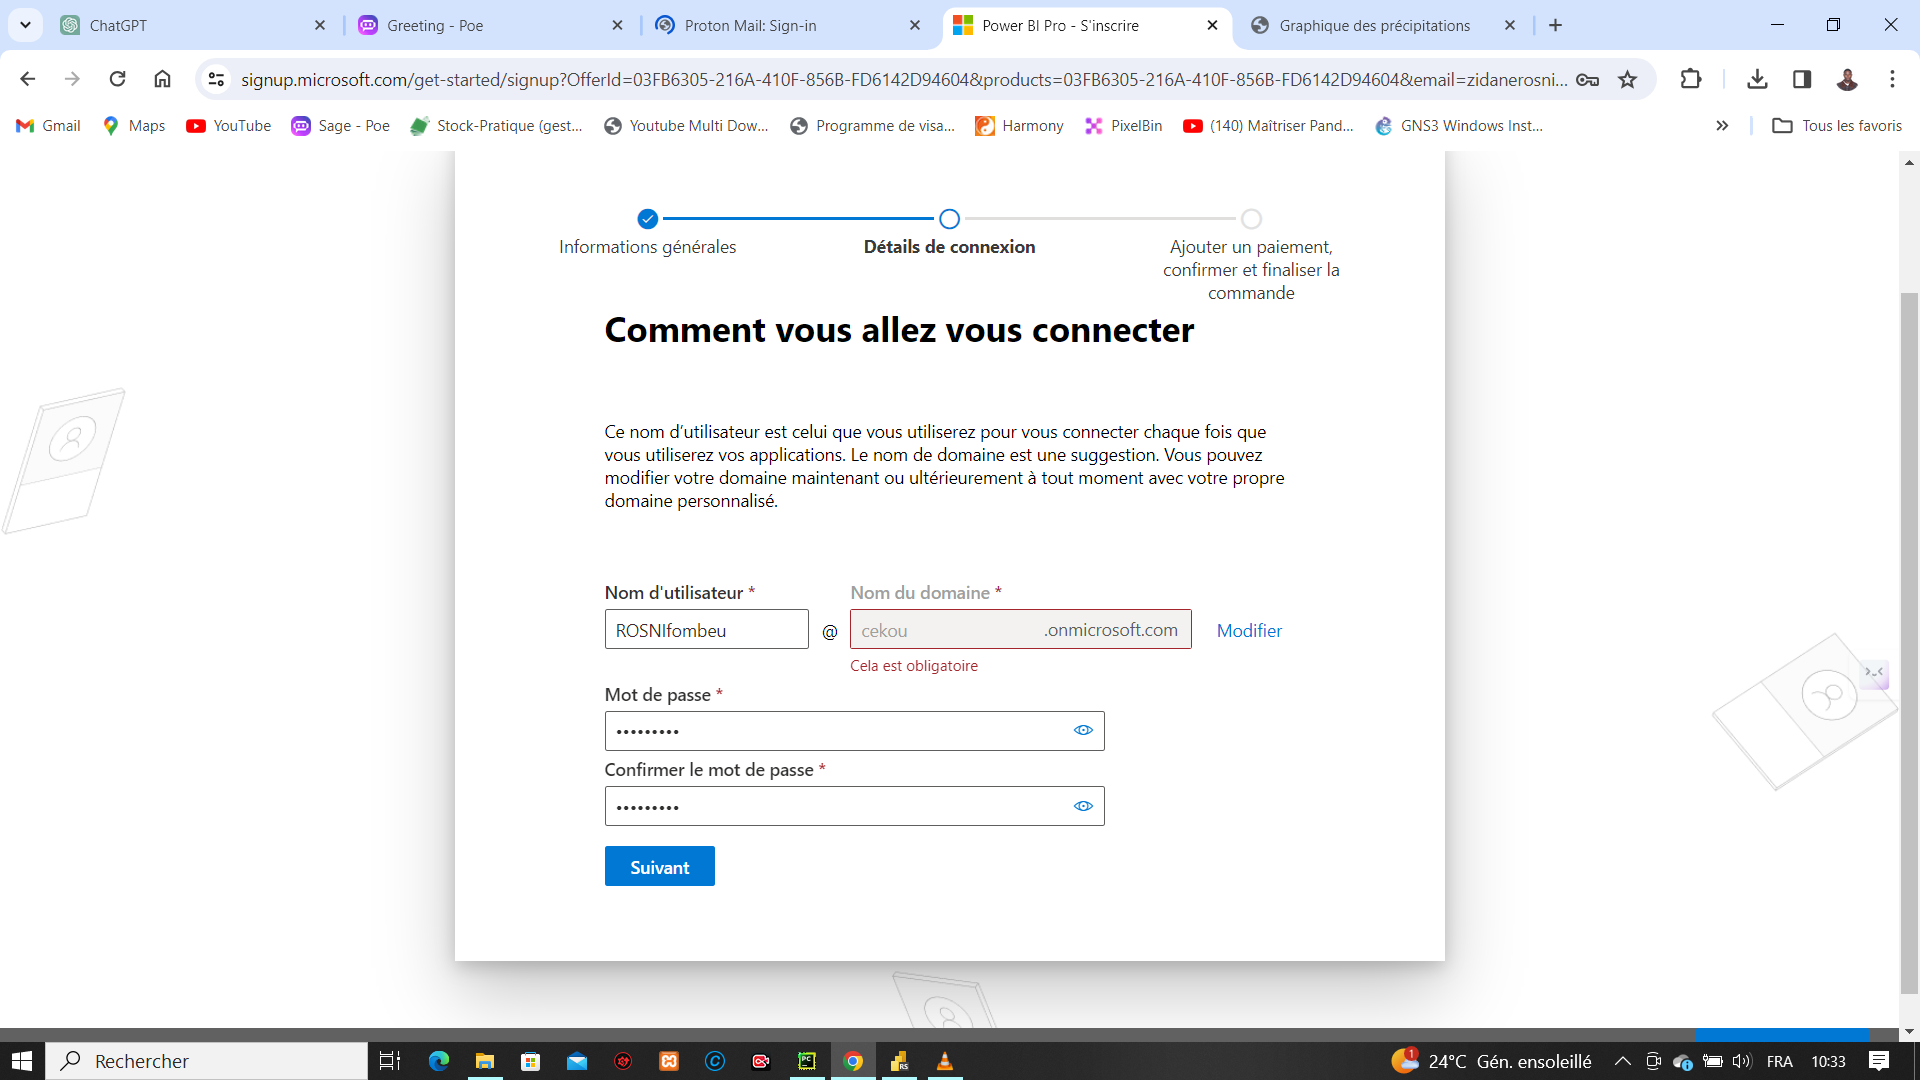 ChatGPT
Greeting - Poe
Proton Mail: Sign-in
Power BI Pro - S'inscrire
Graphique des précipitations
signup.microsoft.com/get-started/signup?OfferId=03FB6305-216A-410F-856B-FD6142D94604&products=03FB6305-216A-410F-856B-FD6142D94604&email=zidanerosni...
Gmail
Maps
YouTube
Sage - Poe
Stock-Pratique (gest...
Youtube Multi Dow...
Programme de visa...
Harmony
PixelBin
(140) Maîtriser Pand...
GNS3 Windows Inst...
Tous les favoris
Informations générales
Détails de connexion
Ajouter un paiement,
confirmer et finaliser la
commande
Comment vous allez vous connecter
Ce nom d'utilisateur est celui que vous utiliserez pour vous connecter chaque fois que
vous utiliserez vos applications. Le nom de domaine est une suggestion. Vous pouvez
modifier votre domaine maintenant ou ultérieurement à tout moment avec votre propre
domaine personnalisé.
Nom d'utilisateur *
Nom du domaine *
ROSNIfombeu
@
cekou
.onmicrosoft.com
Modifier
Cela est obligatoire
Mot de passe *
•••••••••
Confirmer le mot de passe *
•••••••••
Suivant
Rechercher
PC
RS
1
24°C Gén. ensoleillé
FRA
10:33